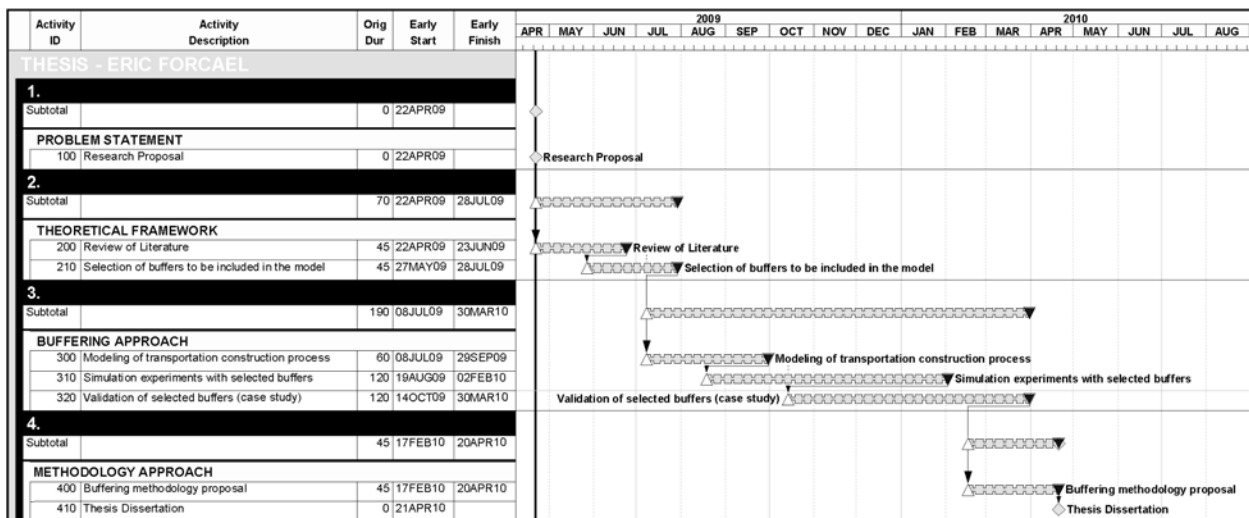 Activity ID Activity Description Orig Dur Early Start Early Finish 2009 2010
APR MAY JUN JUL AUG SEP OCT NOV DEC JAN FEB MAR APR MAY JUN JUL AUG
THESIS - ERIC FORCAEL
1.
Subtotal 0 22APR09
PROBLEM STATEMENT
100 Research Proposal 0 22APR09 Research Proposal
2.
Subtotal 70 22APR09 28JUL09
THEORETICAL FRAMEWORK
200 Review of Literature 45 22APR09 23JUN09 Review of Literature
210 Selection of buffers to be included in the model 45 27MAY09 28JUL09 Selection of buffers to be included in the model
3.
Subtotal 190 08JUL09 30MAR10
BUFFERING APPROACH
300 Modeling of transportation construction process 60 08JUL09 29SEP09 Modeling of transportation construction process
310 Simulation experiments with selected buffers 120 19AUG09 02FEB10 Simulation experiments with selected buffers
320 Validation of selected buffers (case study) 120 14OCT09 30MAR10 Validation of selected buffers (case study)
4.
Subtotal 45 17FEB10 20APR10
METHODOLOGY APPROACH
400 Buffering methodology proposal 45 17FEB10 20APR10 Buffering methodology proposal
410 Thesis Dissertation 0 21APR10 Thesis Dissertation